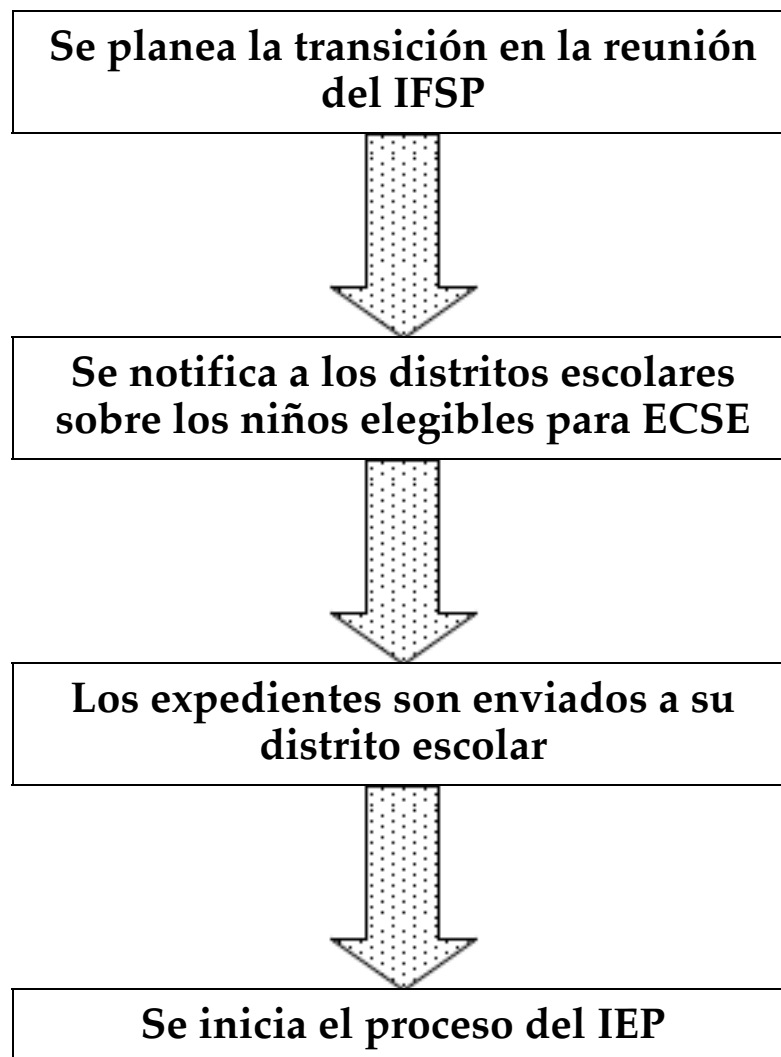 Se planea la transición en la reunión
del IFSP
Se notifica a los distritos escolares
sobre los niños elegibles para ECSE
Los expedientes son enviados a su
distrito escolar
Se inicia el proceso del IEP